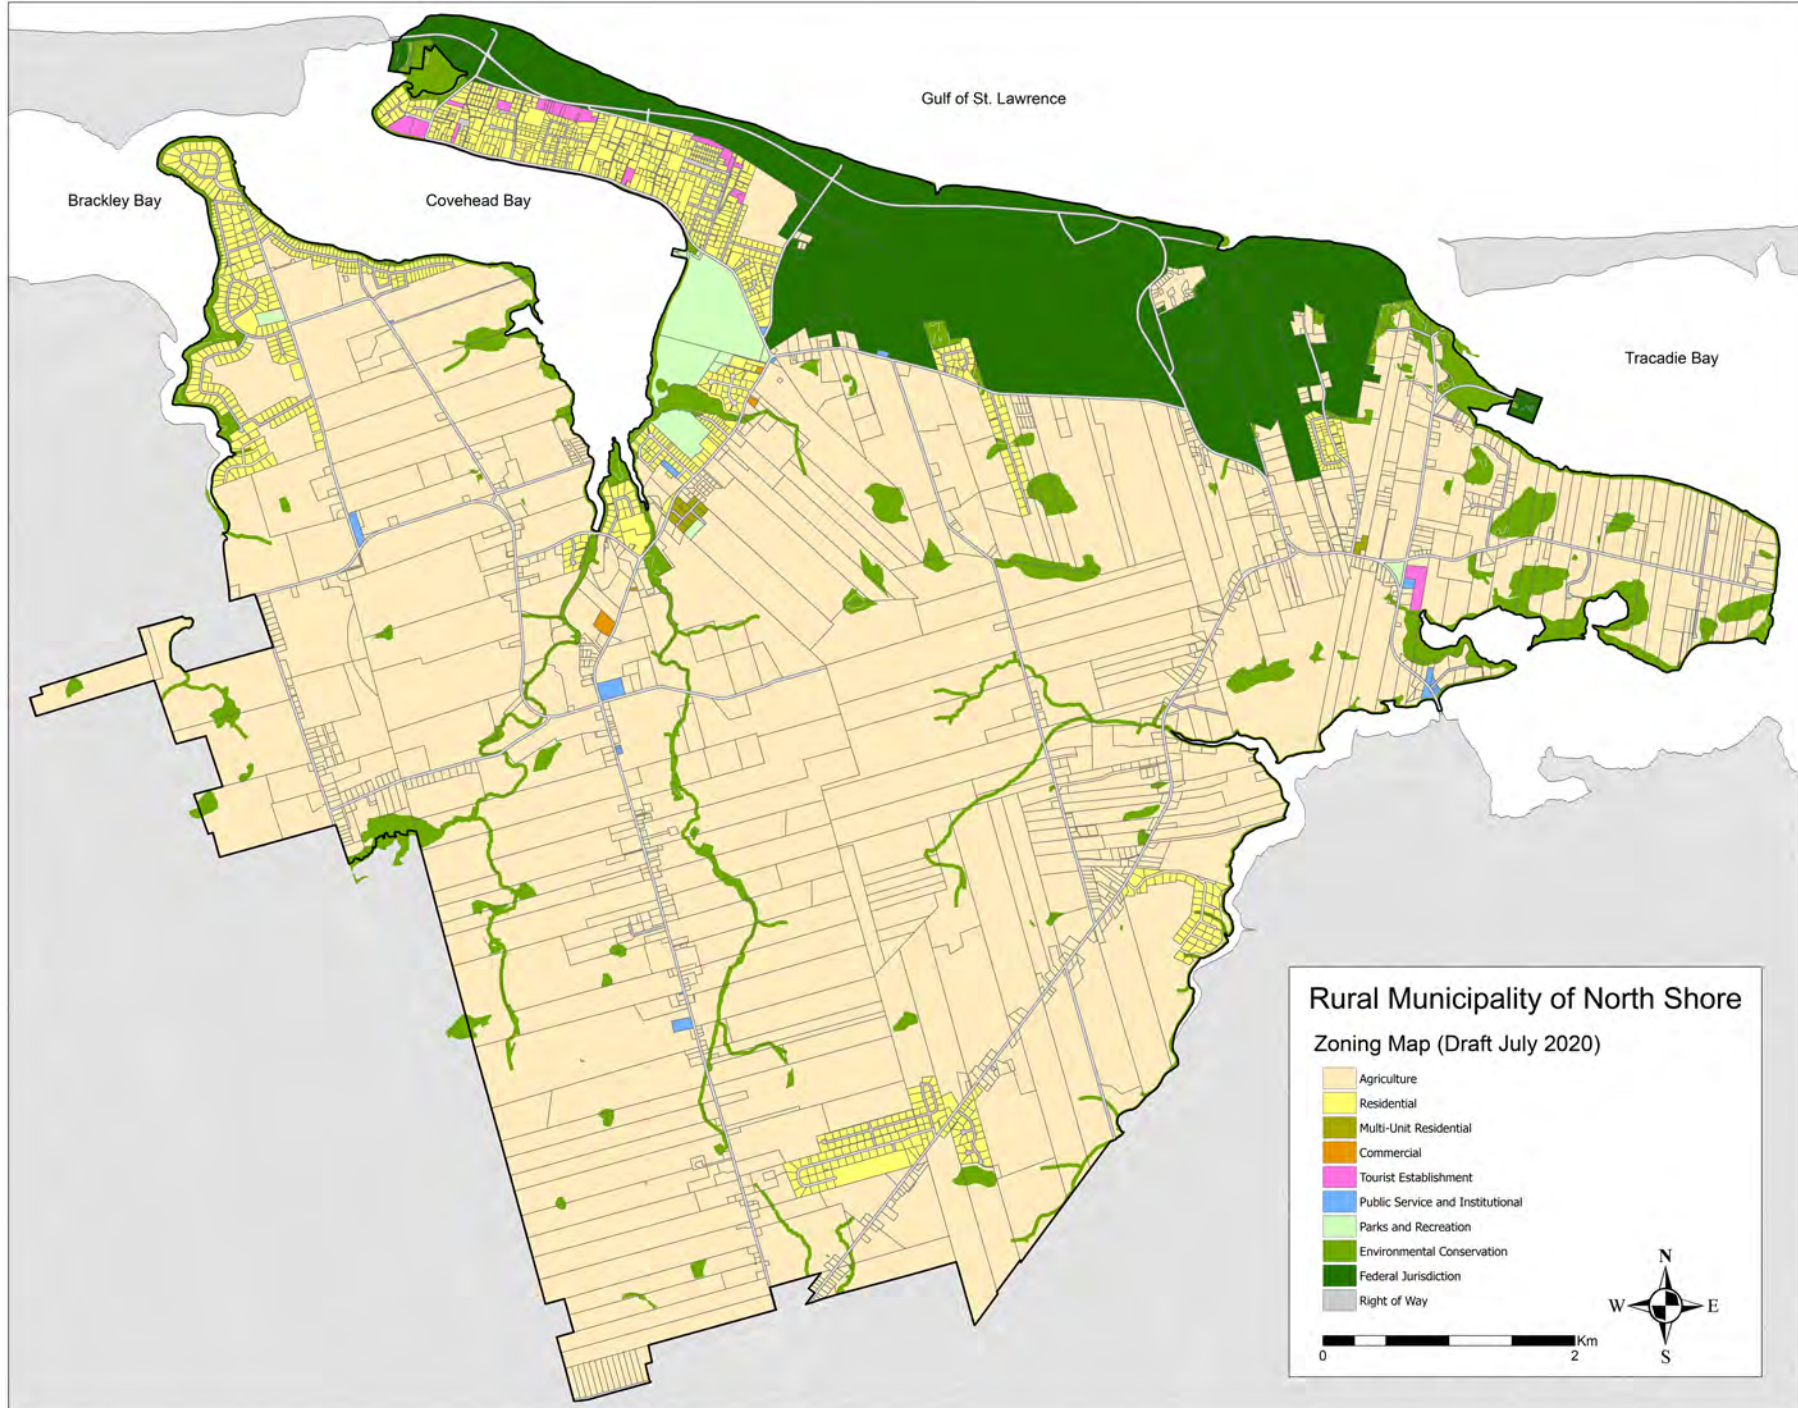 Gulf of St. Lawrence
Brackley Bay
Covehead Bay
Tracadie Bay
Rural Municipality of North Shore
Zoning Map (Draft July 2020)
Agriculture
Residential
Multi-Unit Residential
Commercial
Tourist Establishment
Public Service and Institutional
Parks and Recreation
Environmental Conservation
Federal Jurisdiction
Right of Way
N
W E
S
Km
0 2